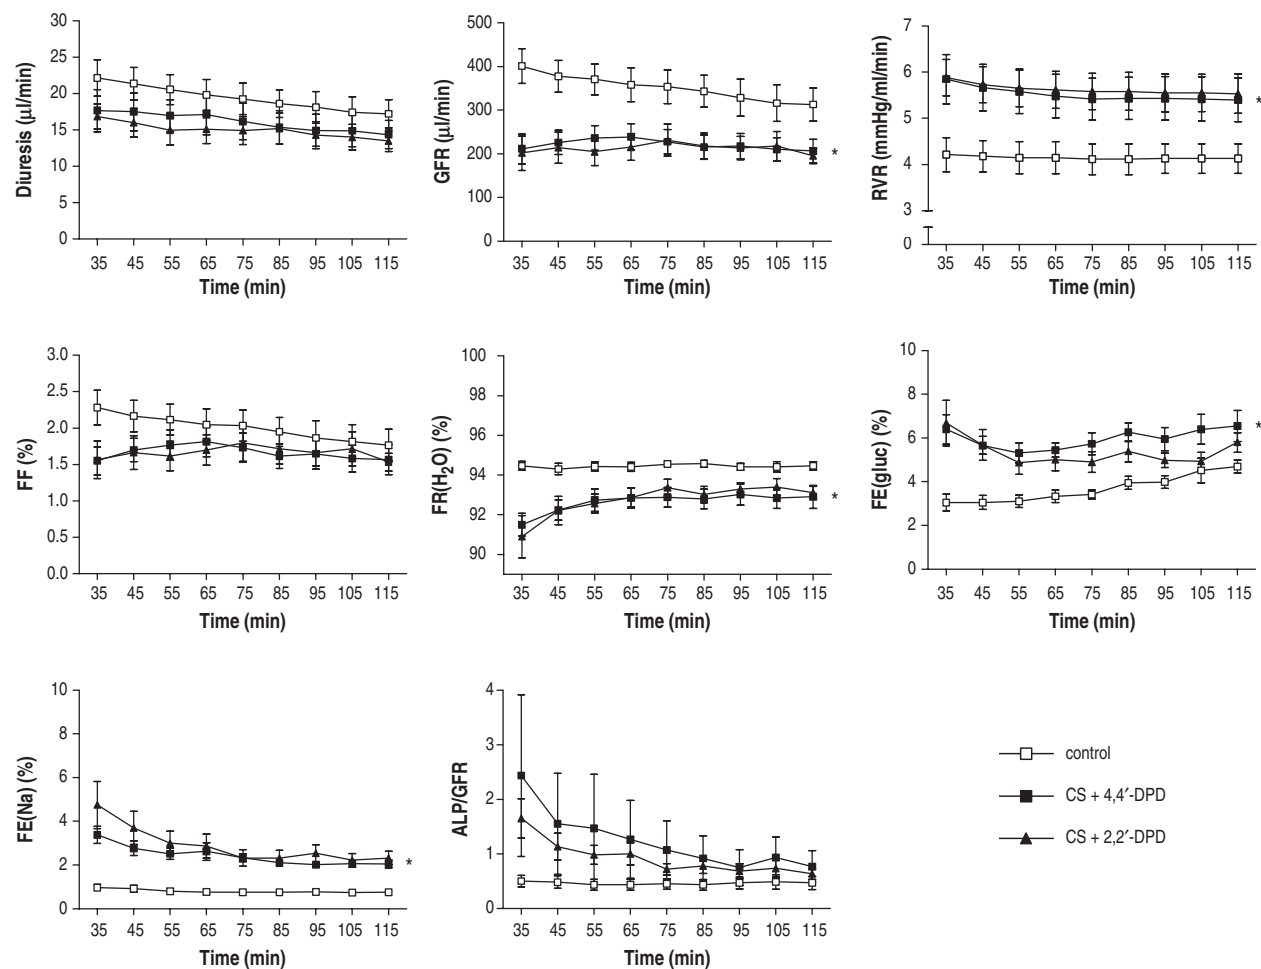 30
25
20
15
10
5
0
Diuresis (µl/min)
35 45 55 65 75 85 95 105 115
Time (min)
500
400
300
200
100
0
GFR (µl/min)
*
35 45 55 65 75 85 95 105 115
Time (min)
7
6
5
4
3
0
RVR (mmHg/ml/min)
*
35 45 55 65 75 85 95 105 115
Time (min)
3.0
2.5
2.0
1.5
1.0
0.5
0.0
FF (%)
35 45 55 65 75 85 95 105 115
Time (min)
100
98
96
94
92
90
FR(H₂O) (%)
*
35 45 55 65 75 85 95 105 115
Time (min)
10
8
6
4
2
0
FE(gluc) (%)
*
35 45 55 65 75 85 95 105 115
Time (min)
10
8
6
4
2
0
FE(Na) (%)
*
35 45 55 65 75 85 95 105 115
Time (min)
4
3
2
1
0
ALP/GFR
35 45 55 65 75 85 95 105 115
Time (min)
control
CS + 4,4′-DPD
CS + 2,2′-DPD